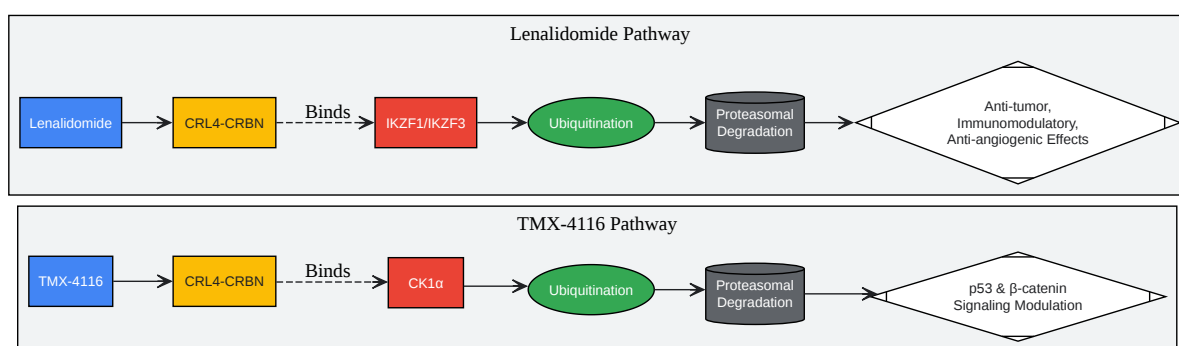 Lenalidomide Pathway
Lenalidomide
CRL4-CRBN
Binds
IKZF1/IKZF3
Ubiquitination
Proteasomal
Degradation
Anti-tumor,
Immunomodulatory,
Anti-angiogenic Effects
TMX-4116 Pathway
TMX-4116
CRL4-CRBN
Binds
CK1α
Ubiquitination
Proteasomal
Degradation
p53 & β-catenin
Signaling Modulation